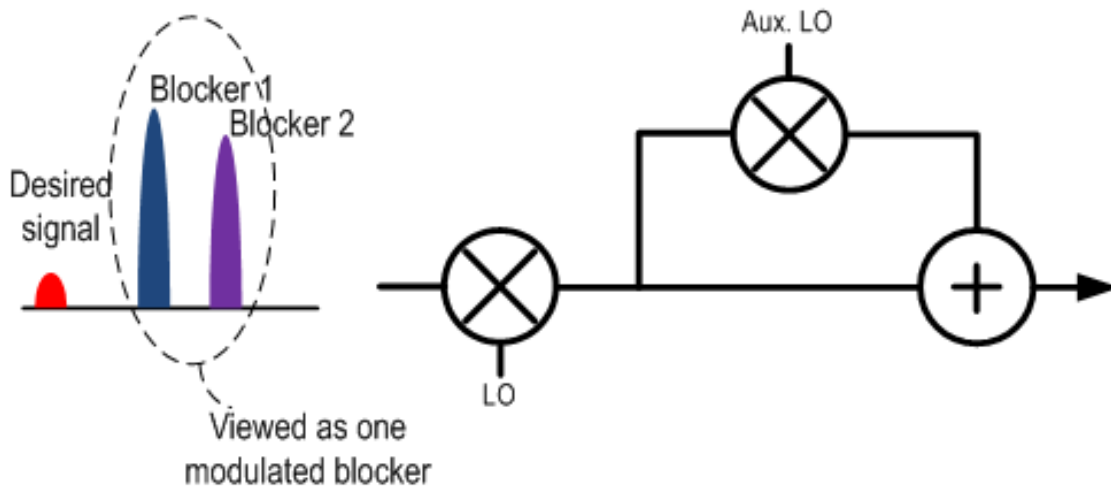 Blocker 1
Blocker 2
Desired
signal
Viewed as one
modulated blocker
Aux. LO
LO